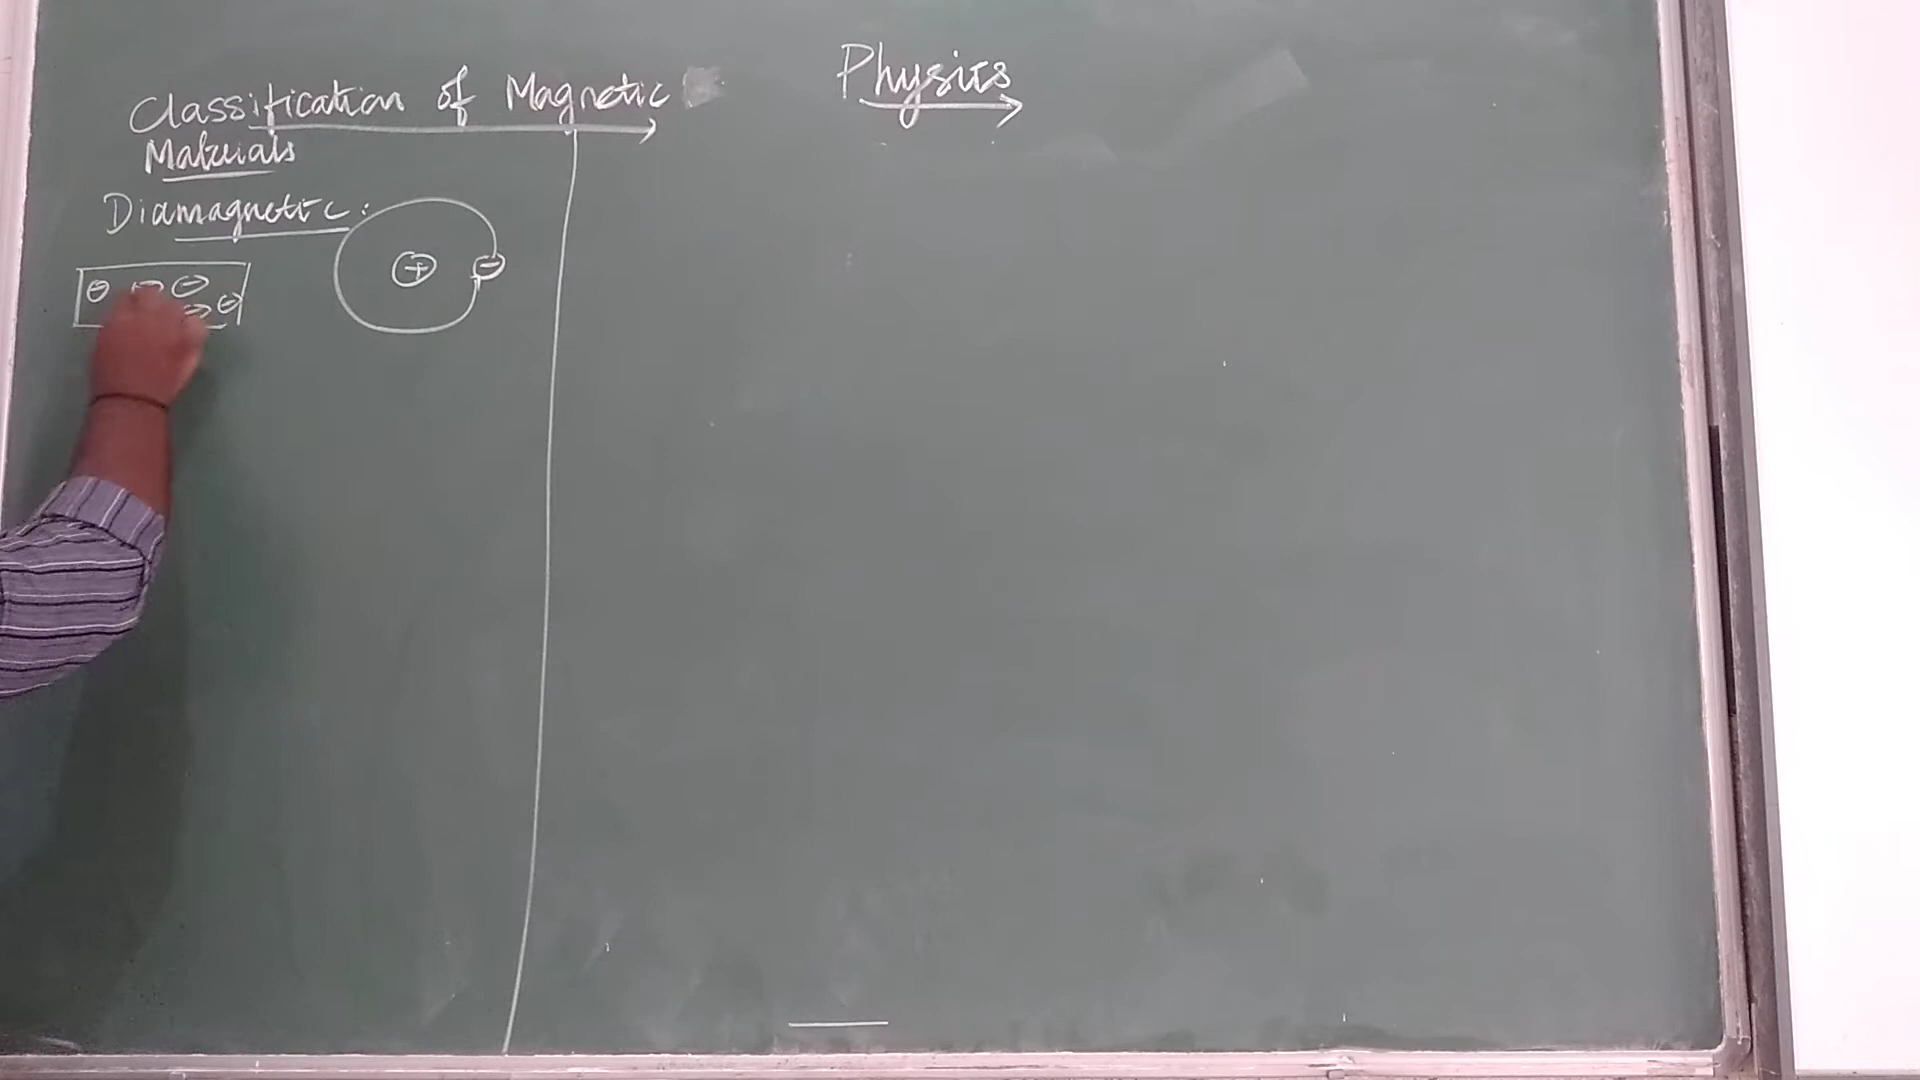 Physics
Classification of Magnetic
Materials
Diamagnetic:
+ -
- - -
- -